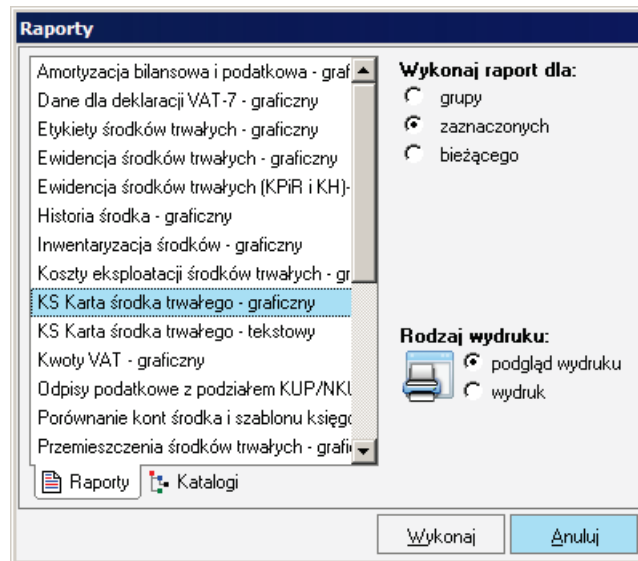 Raporty
Amortyzacja bilansowa i podatkowa - graf
Dane dla deklaracji VAT-7 - graficzny
Etykiety środków trwałych - graficzny
Ewidencja środków trwałych - graficzny
Ewidencja środków trwałych (KPiR i KH)-
Historia środka - graficzny
Inwentaryzacja środków - graficzny
Koszty eksploatacji środków trwałych - gr
KS Karta środka trwałego - graficzny
KS Karta środka trwałego - tekstowy
Kwoty VAT - graficzny
Odpisy podatkowe z podziałem KUP/NKU
Porównanie kont środka i szablonu księgo
Przemieszczenia środków trwałych - grafi
Raporty Katalogi
Wykonaj raport dla:
grupy
zaznaczonych
bieżącego
Rodzaj wydruku:
podgląd wydruku
wydruk
Wykonaj Anuluj